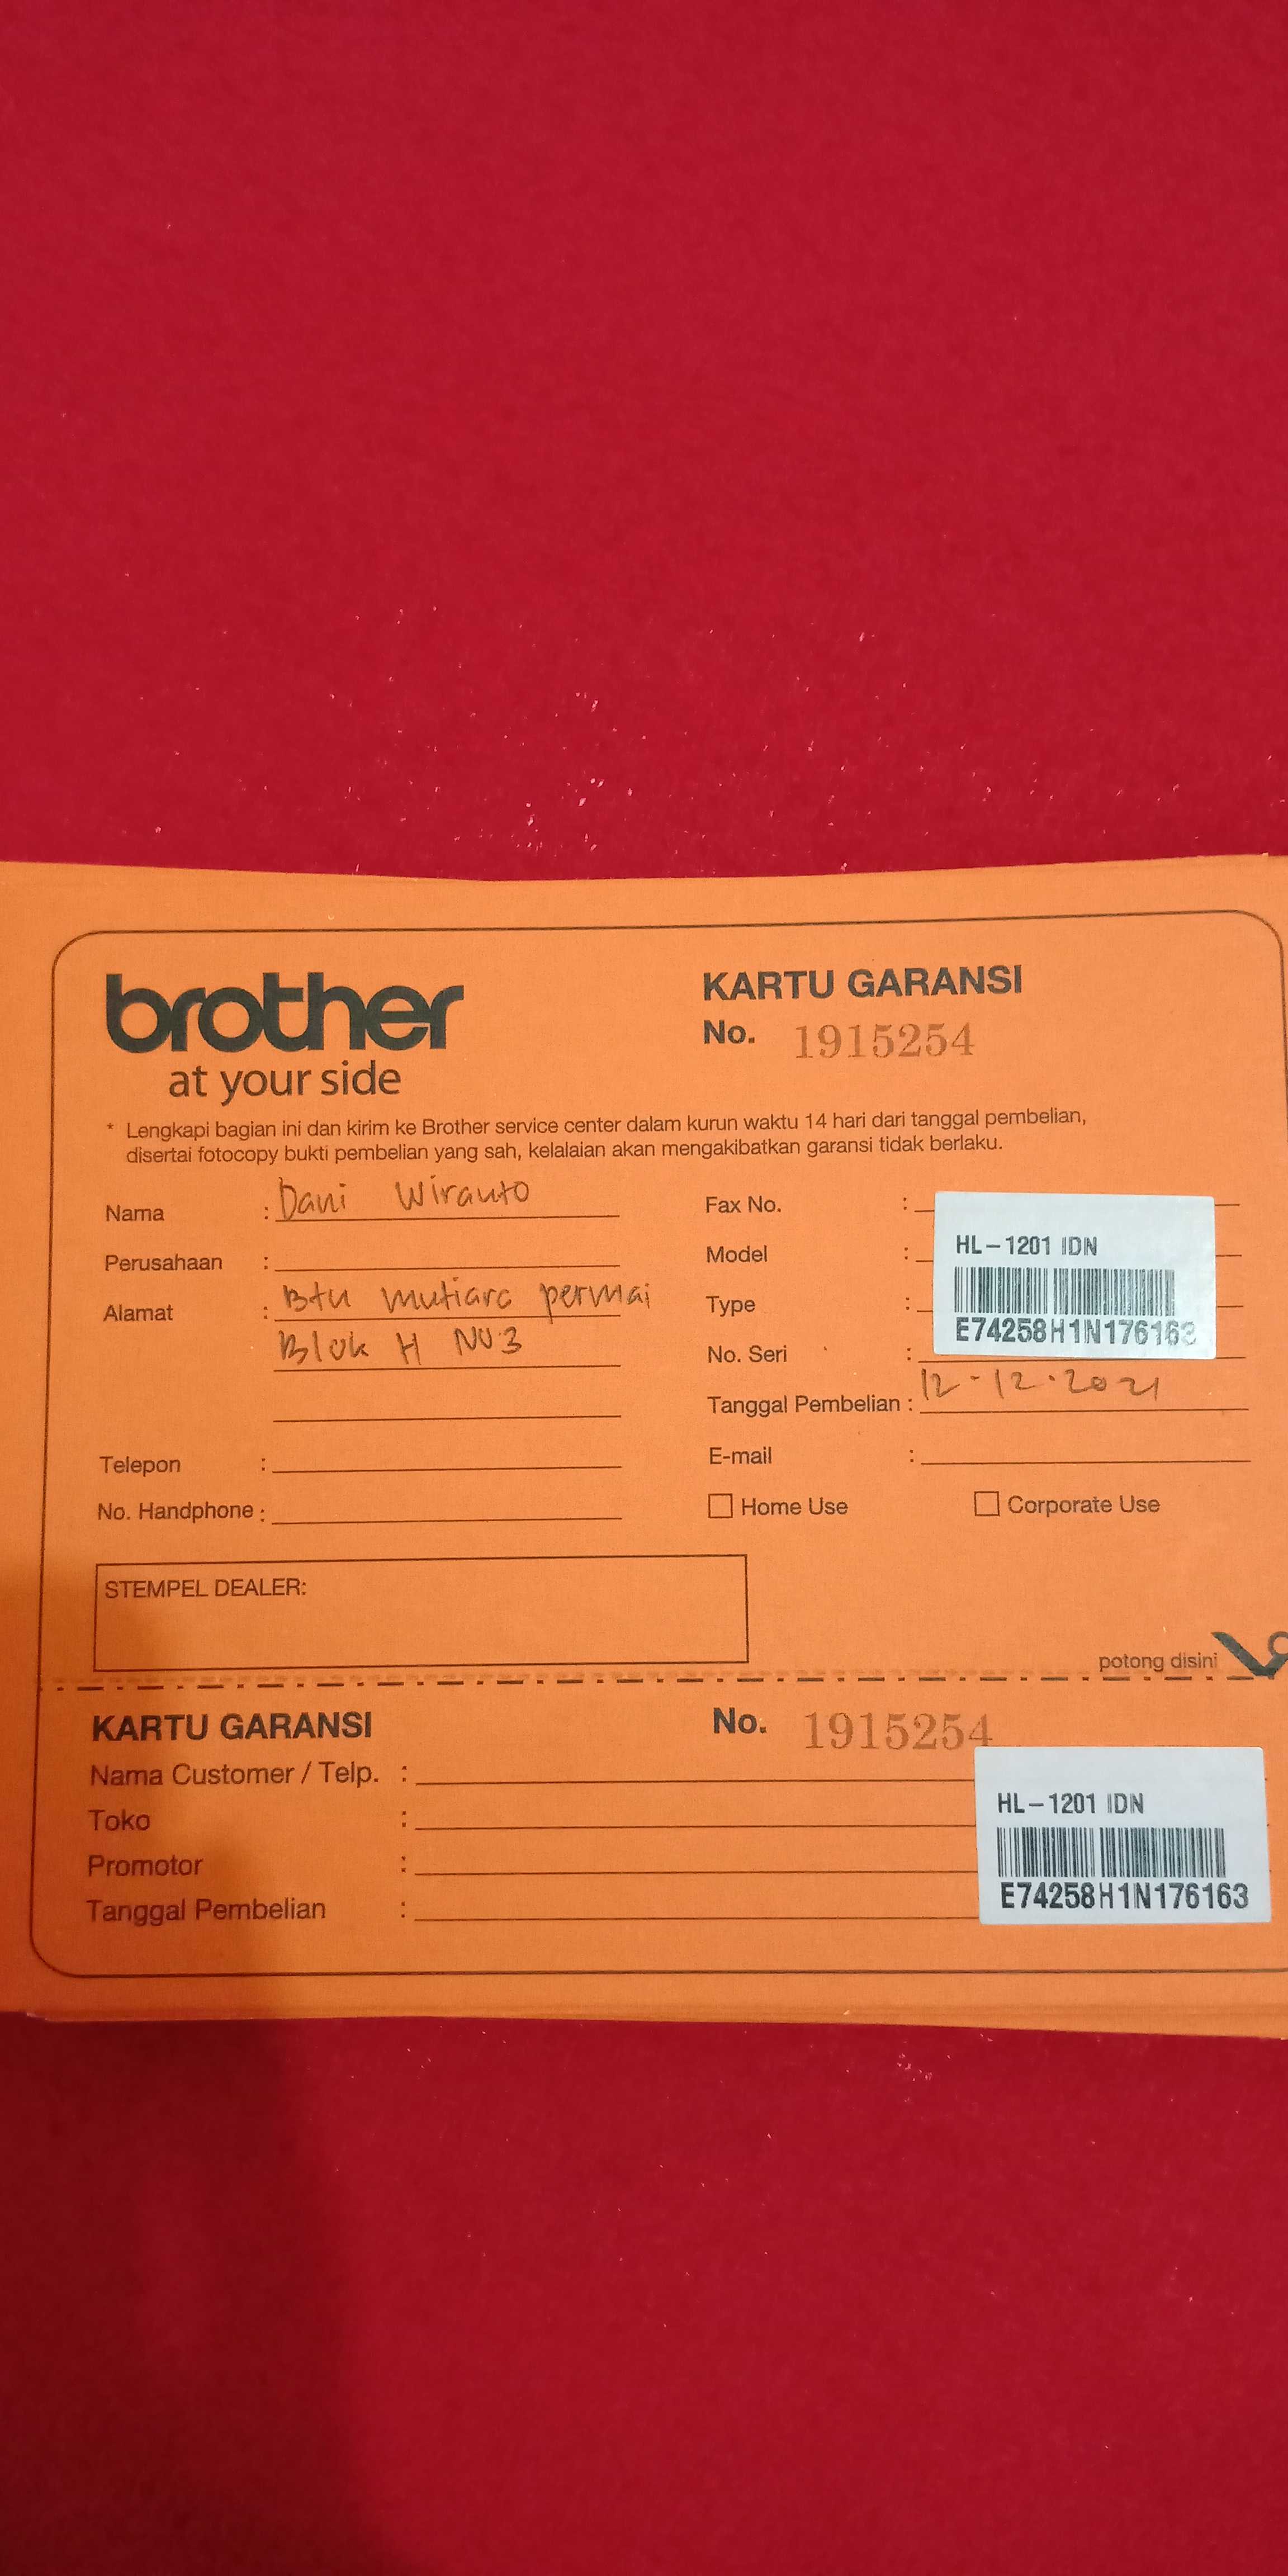 brother
at your side
KARTU GARANSI
No. 1915254
* Lengkapi bagian ini dan kirim ke Brother service center dalam kurun waktu 14 hari dari tanggal pembelian,
disertai fotocopy bukti pembelian yang sah, kelalaian akan mengakibatkan garansi tidak berlaku.
Nama : Dani Wiranto
Perusahaan :
Alamat : Btn mutiara permai
Blok H No.3
Telepon :
No. Handphone :
Fax No. :
Model :
Type :
No. Seri :
HL-1201 IDN
E74258H1N176163
Tanggal Pembelian : 12-12-2021
E-mail :
Home Use
Corporate Use
STEMPEL DEALER:
potong disini
KARTU GARANSI
No. 1915254
Nama Customer / Telp. :
Toko :
Promotor :
Tanggal Pembelian :
HL-1201 IDN
E74258H1N176163